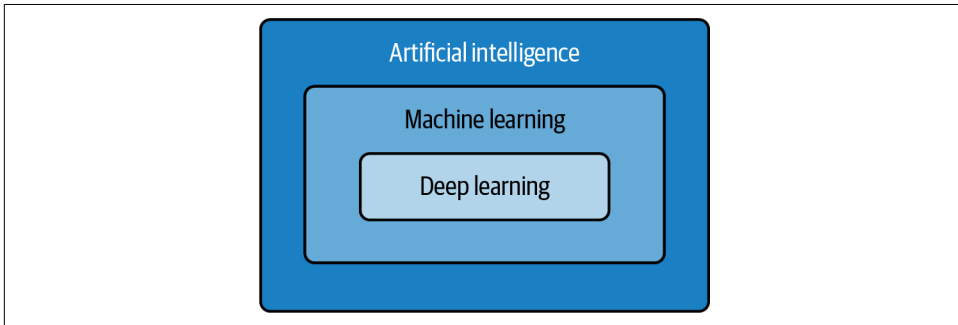 Artificial intelligence
Machine learning
Deep learning